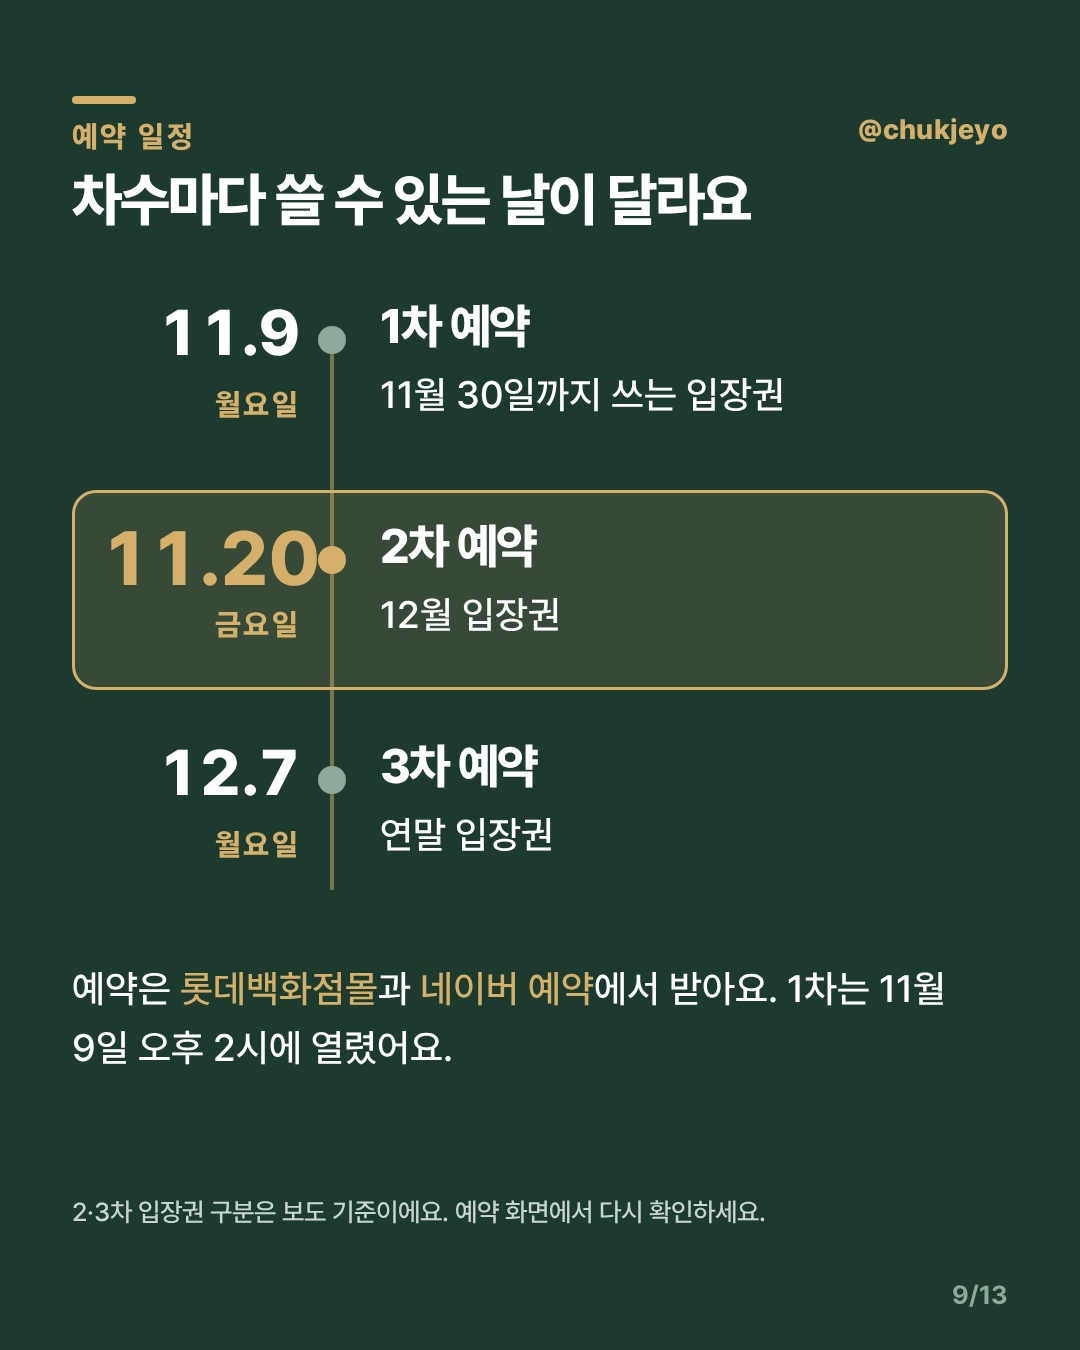 예약 일정
@chukjeyo
차수마다 쓸 수 있는 날이 달라요
11.9
월요일
1차 예약
11월 30일까지 쓰는 입장권
11.20
금요일
2차 예약
12월 입장권
12.7
월요일
3차 예약
연말 입장권
예약은 롯데백화점몰과 네이버 예약에서 받아요. 1차는 11월
9일 오후 2시에 열렸어요.
2·3차 입장권 구분은 보도 기준이에요. 예약 화면에서 다시 확인하세요.
9/13